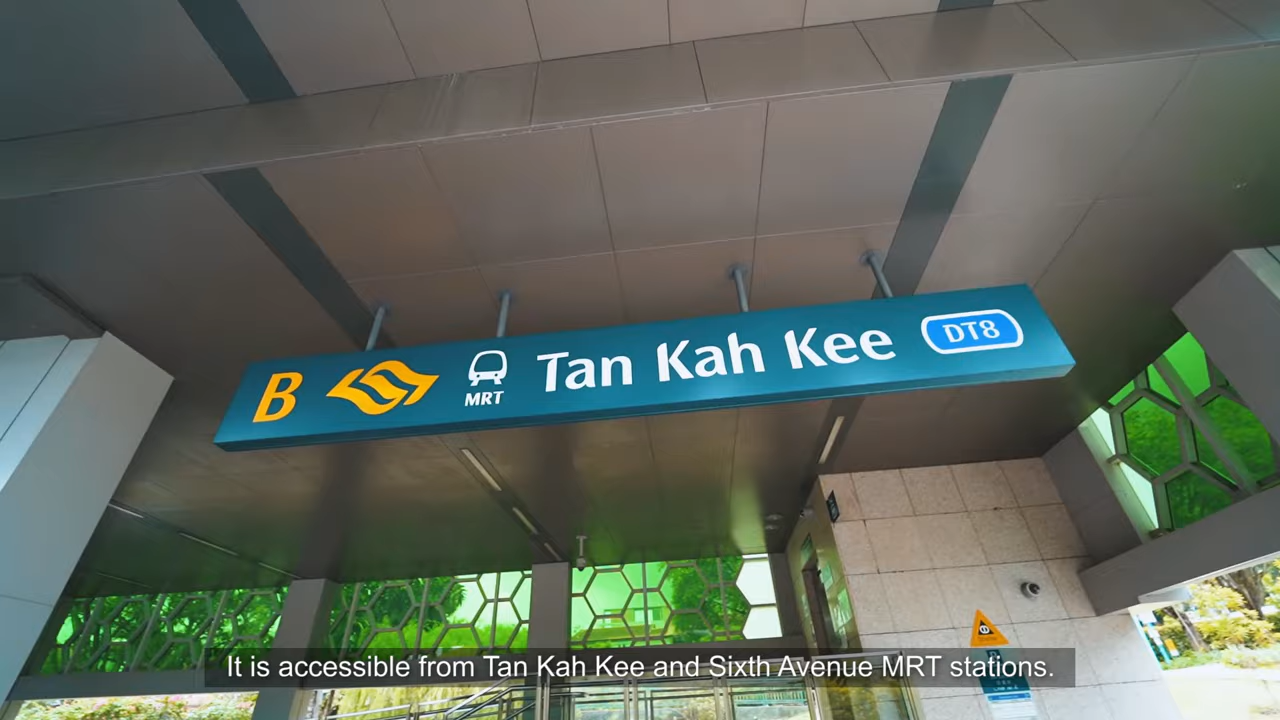 B MRT Tan Kah Kee DT8
It is accessible from Tan Kah Kee and Sixth Avenue MRT stations.